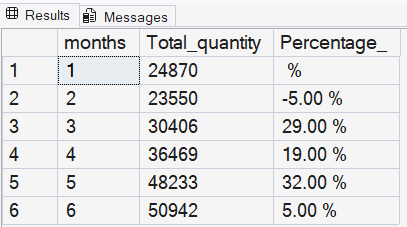 Results Messages
months Total_quantity Percentage_
1 1 24870 %
2 2 23550 -5.00 %
3 3 30406 29.00 %
4 4 36469 19.00 %
5 5 48233 32.00 %
6 6 50942 5.00 %